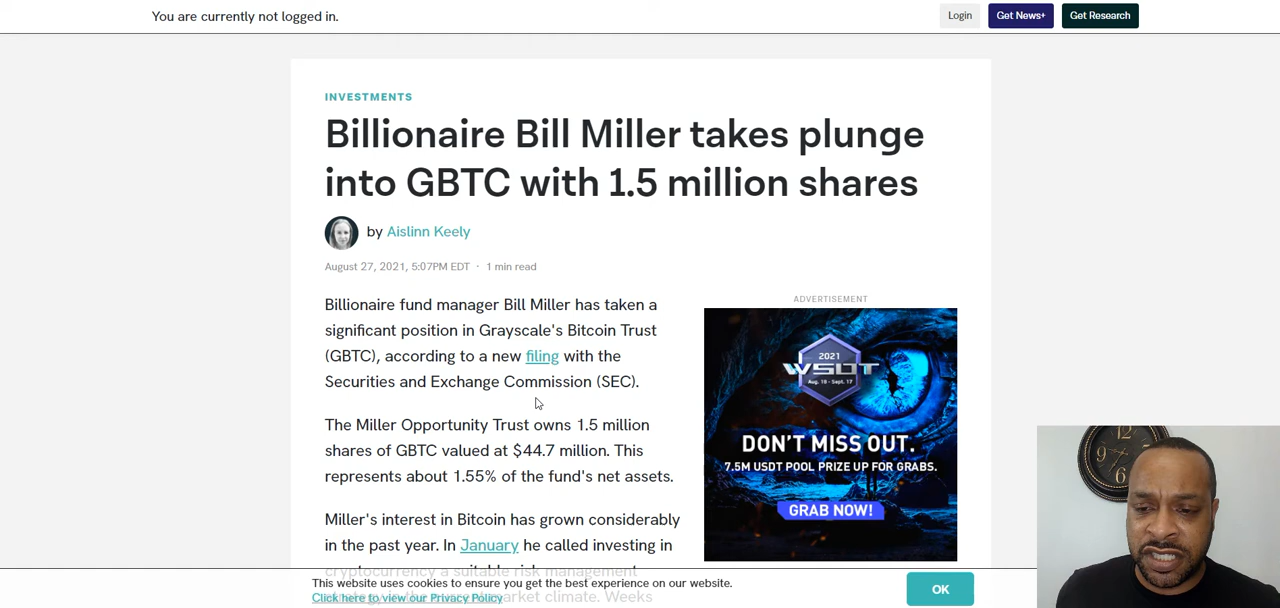 You are currently not logged in.
Login
Get News+
Get Research
INVESTMENTS
Billionaire Bill Miller takes plunge
into GBTC with 1.5 million shares
by Aislinn Keely
August 27, 2021, 5:07PM EDT · 1 min read
Billionaire fund manager Bill Miller has taken a
significant position in Grayscale's Bitcoin Trust
(GBTC), according to a new filing with the
Securities and Exchange Commission (SEC).
The Miller Opportunity Trust owns 1.5 million
shares of GBTC valued at $44.7 million. This
represents about 1.55% of the fund's net assets.
Miller's interest in Bitcoin has grown considerably
in the past year. In January he called investing in
cryptocurrency a suitable risk management
market climate. Weeks
ADVERTISEMENT
2021
WSOT
Aug. 18 - Sept. 17
DON'T MISS OUT.
7.5M USDT POOL PRIZE UP FOR GRABS.
GRAB NOW!
12
9
6
This website uses cookies to ensure you get the best experience on our website.
Click here to view our Privacy Policy
OK